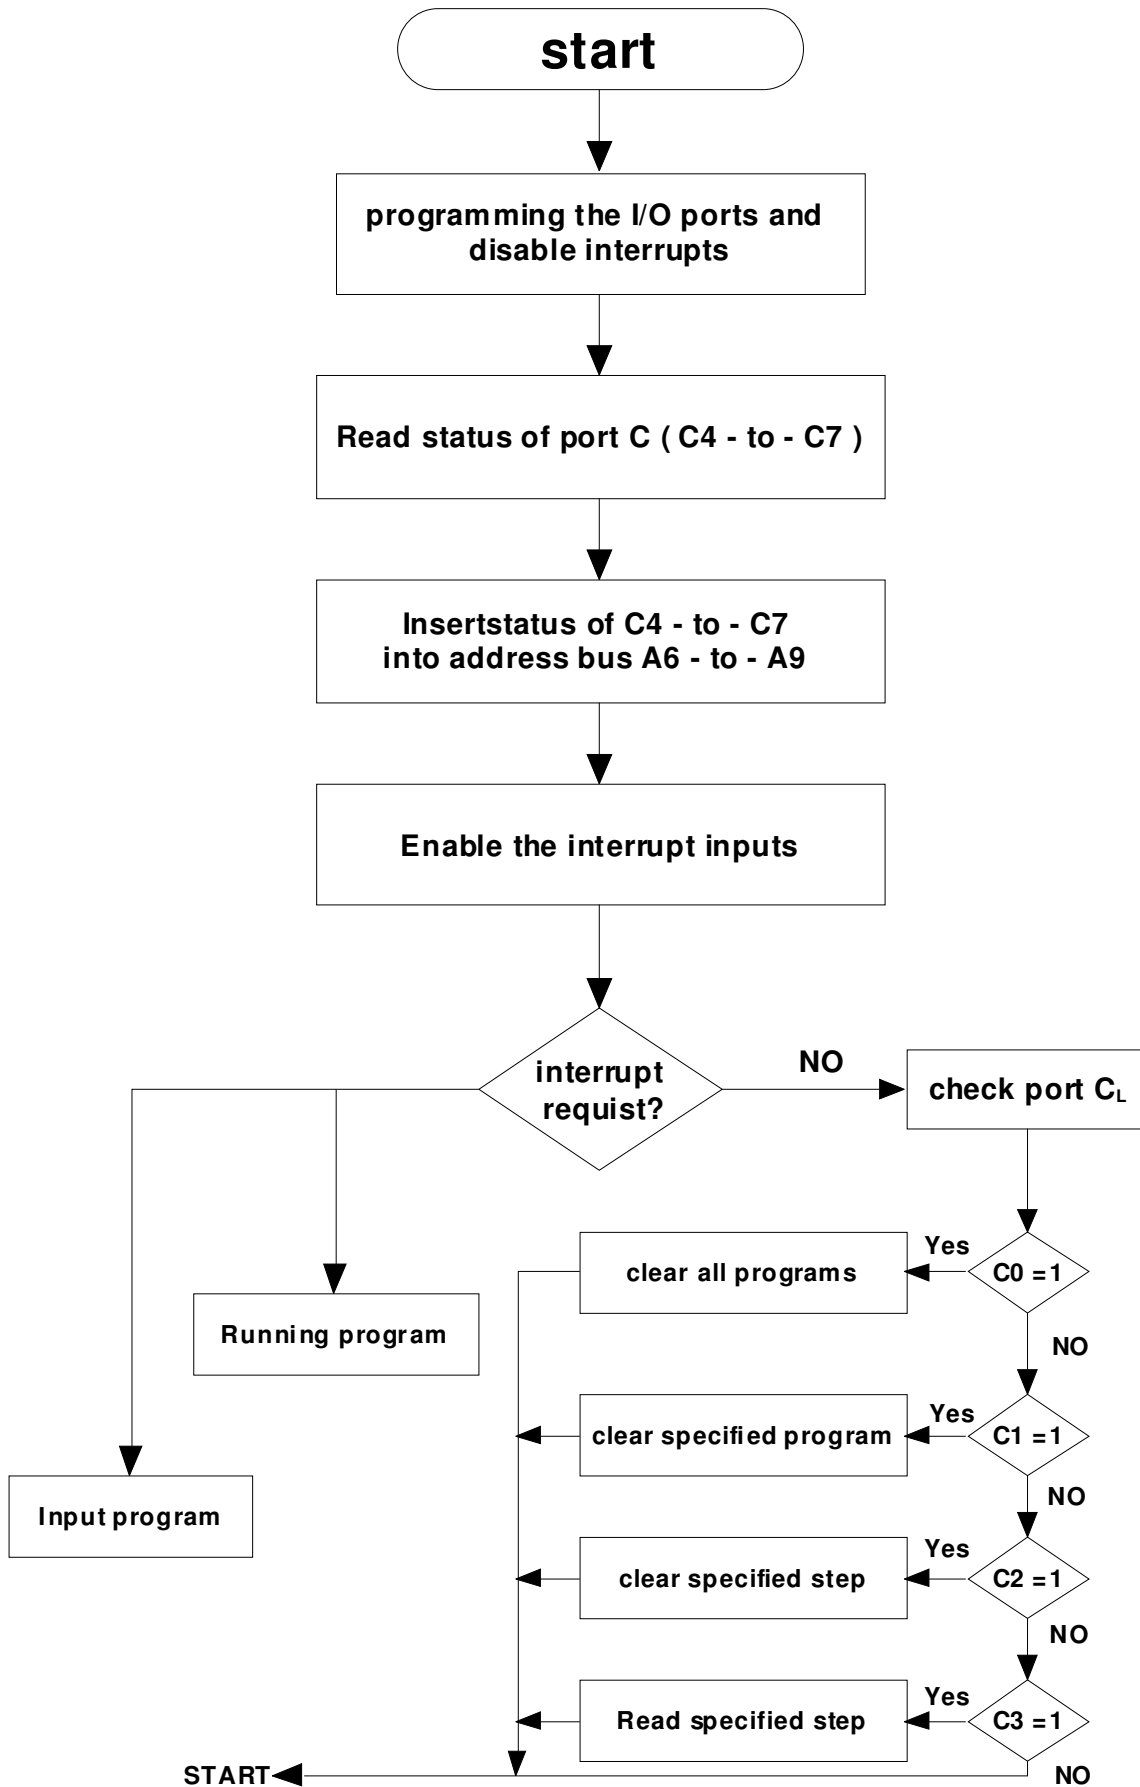 start
programming the I/O ports and
disable interrupts
Read status of port C ( C4 - to - C7 )
Insertstatus of C4 - to - C7
into address bus A6 - to - A9
Enable the interrupt inputs
interrupt
requist?
NO
check port CL
Yes
clear all programs
C0 =1
NO
Running program
Yes
clear specified program
C1 =1
NO
Input program
Yes
clear specified step
C2 =1
NO
Yes
Read specified step
C3 =1
START
NO